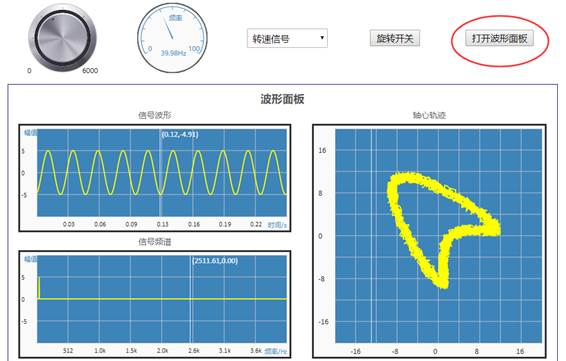 0 6000
频率
0 100
39.98Hz
转速信号
旋转开关
打开波形面板
波形面板
信号波形
幅值
(0.12,-4.91)
5
0
-5
0.03 0.06 0.09 0.13 0.16 0.19 0.22 时间/s
信号频谱
幅值
(2511.61,0.00)
5
0
-5
512 1.0k 1.5k 2.0k 2.6k 3.1k 3.6k 频率/Hz
轴心轨迹
16
8
0
-8
-16
-16 -8 0 8 16